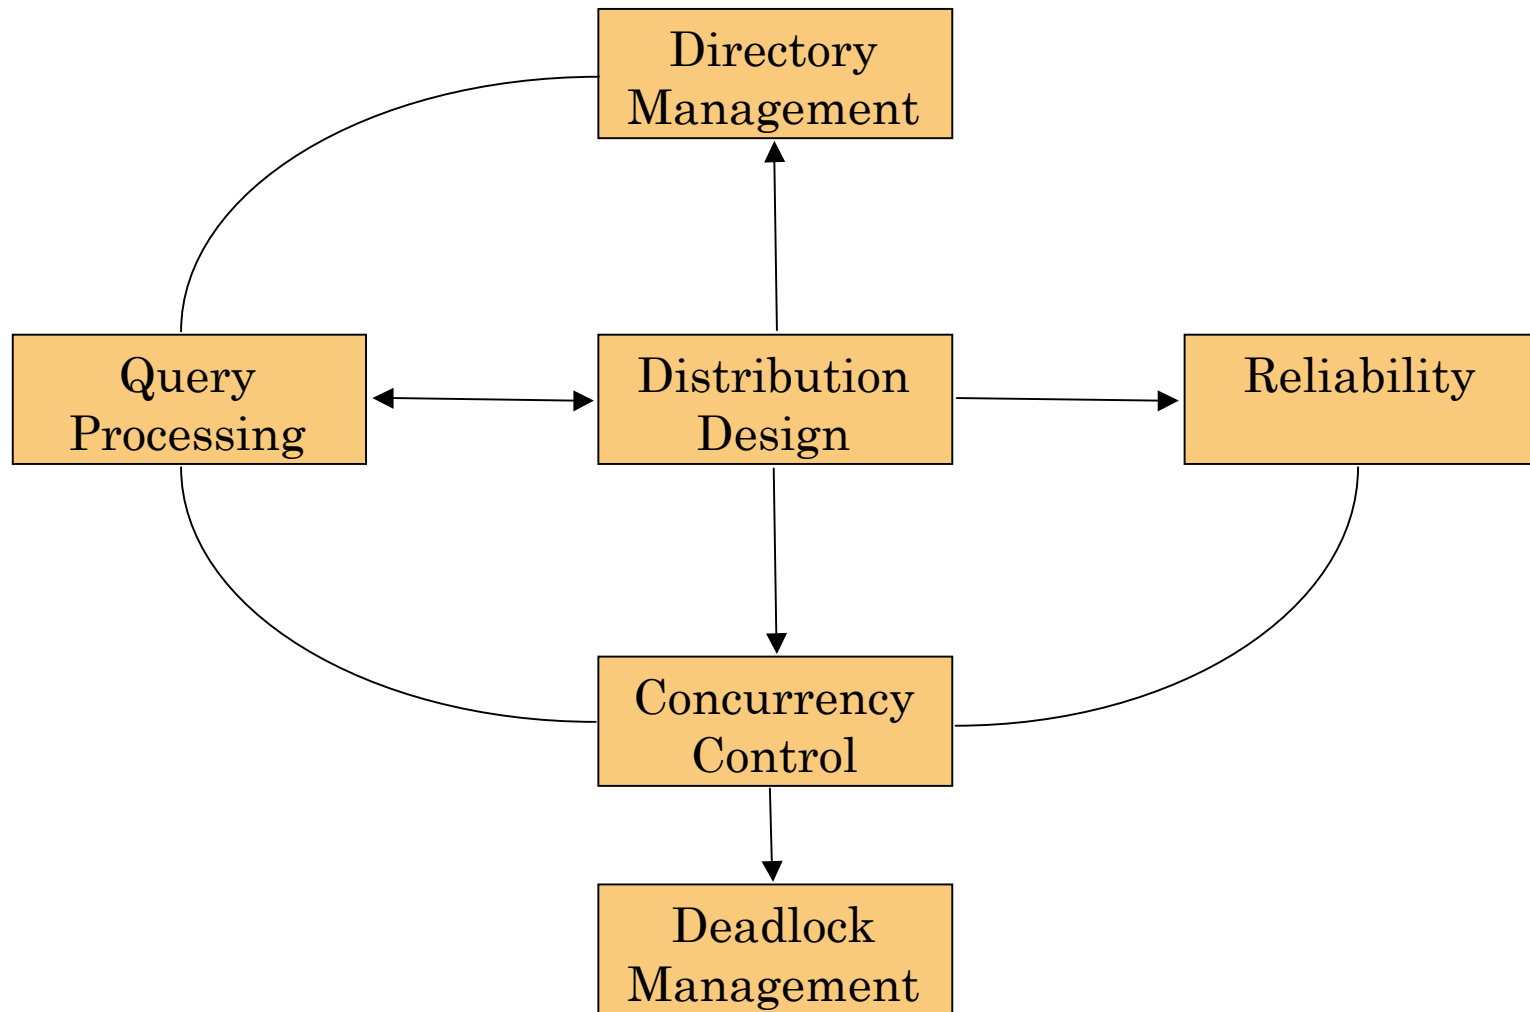 Directory
Management
Query
Processing
Distribution
Design
Reliability
Concurrency
Control
Deadlock
Management